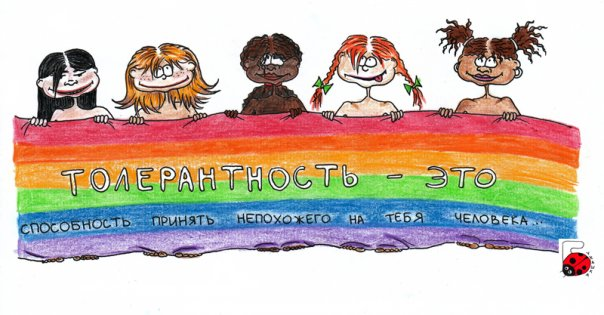 ТОЛЕРАНТНОСТЬ – ЭТО
СПОСОБНОСТЬ ПРИНЯТЬ НЕПОХОЖЕГО НА ТЕБЯ ЧЕЛОВЕКА...